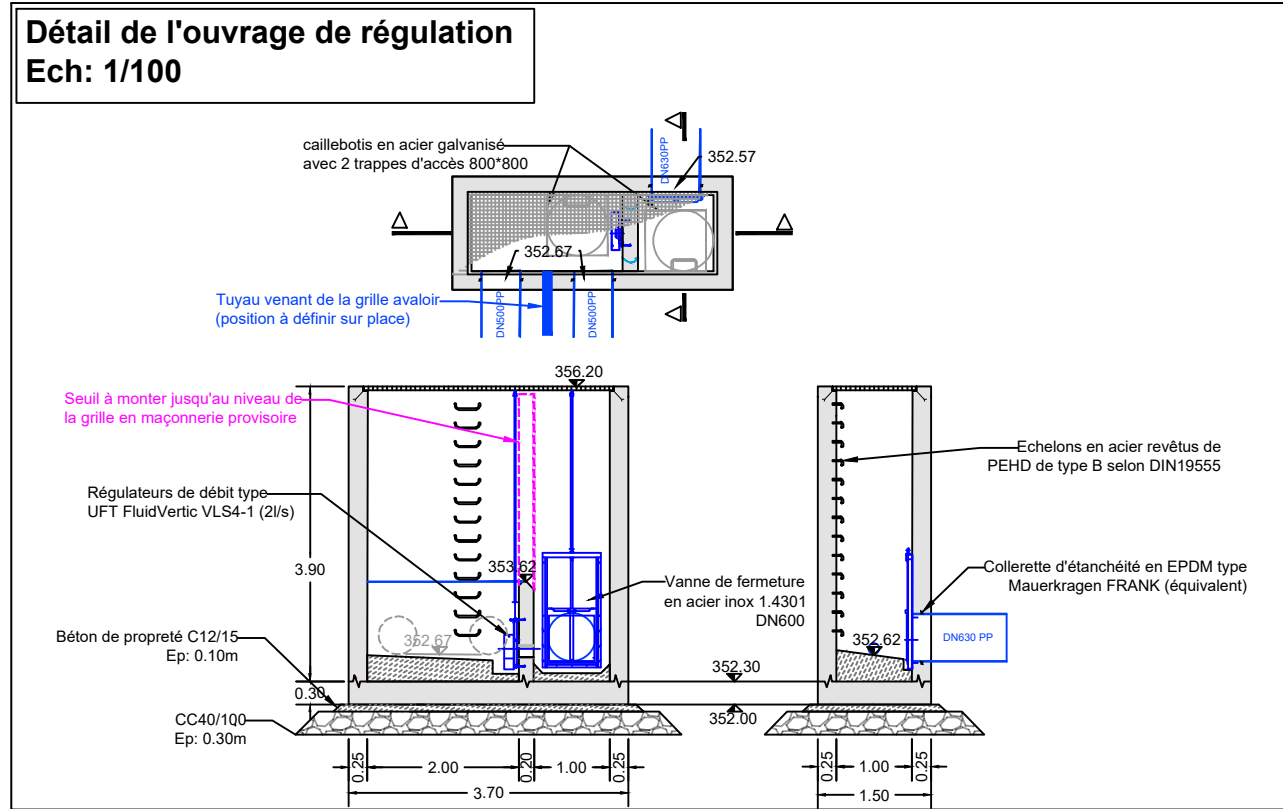 Détail de l'ouvrage de régulation
Ech: 1/100
caillebotis en acier galvanisé
avec 2 trappes d'accès 800*800
DN630PP
352.57
352.67
Tuyau venant de la grille avaloir
(position à définir sur place)
DN500PP
DN500PP
356.20
Seuil à monter jusqu'au niveau de
la grille en maçonnerie provisoire
Echelons en acier revêtus de
PEHD de type B selon DIN19555
Régulateurs de débit type
UFT FluidVertic VLS4-1 (2l/s)
3.90
353.62
Vanne de fermeture
en acier inox 1.4301
DN600
Collerette d'étanchéité en EPDM type
Mauerkragen FRANK (équivalent)
Béton de propreté C12/15
Ep: 0.10m
352.67
352.62
DN630 PP
352.30
0.30
352.00
CC40/100
Ep: 0.30m
0.25
2.00
0.20
1.00
0.25
3.70
0.25
1.00
0.25
1.50